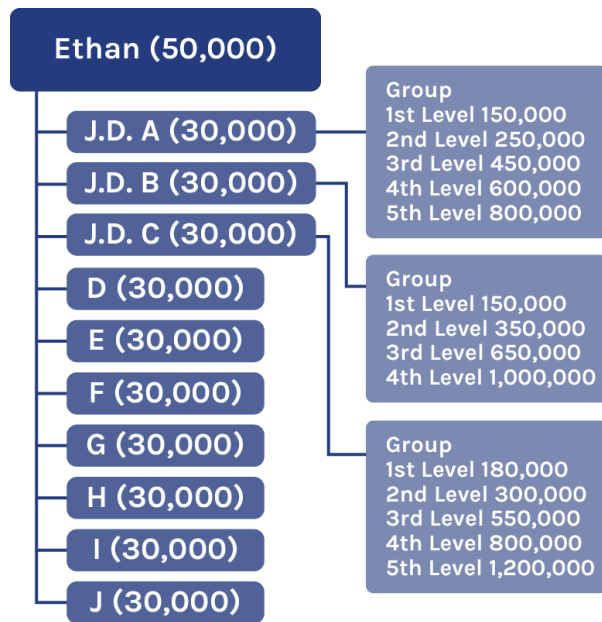 Ethan (50,000)
J.D. A (30,000)
J.D. B (30,000)
J.D. C (30,000)
D (30,000)
E (30,000)
F (30,000)
G (30,000)
H (30,000)
I (30,000)
J (30,000)
Group
1st Level 150,000
2nd Level 250,000
3rd Level 450,000
4th Level 600,000
5th Level 800,000
Group
1st Level 150,000
2nd Level 350,000
3rd Level 650,000
4th Level 1,000,000
Group
1st Level 180,000
2nd Level 300,000
3rd Level 550,000
4th Level 800,000
5th Level 1,200,000